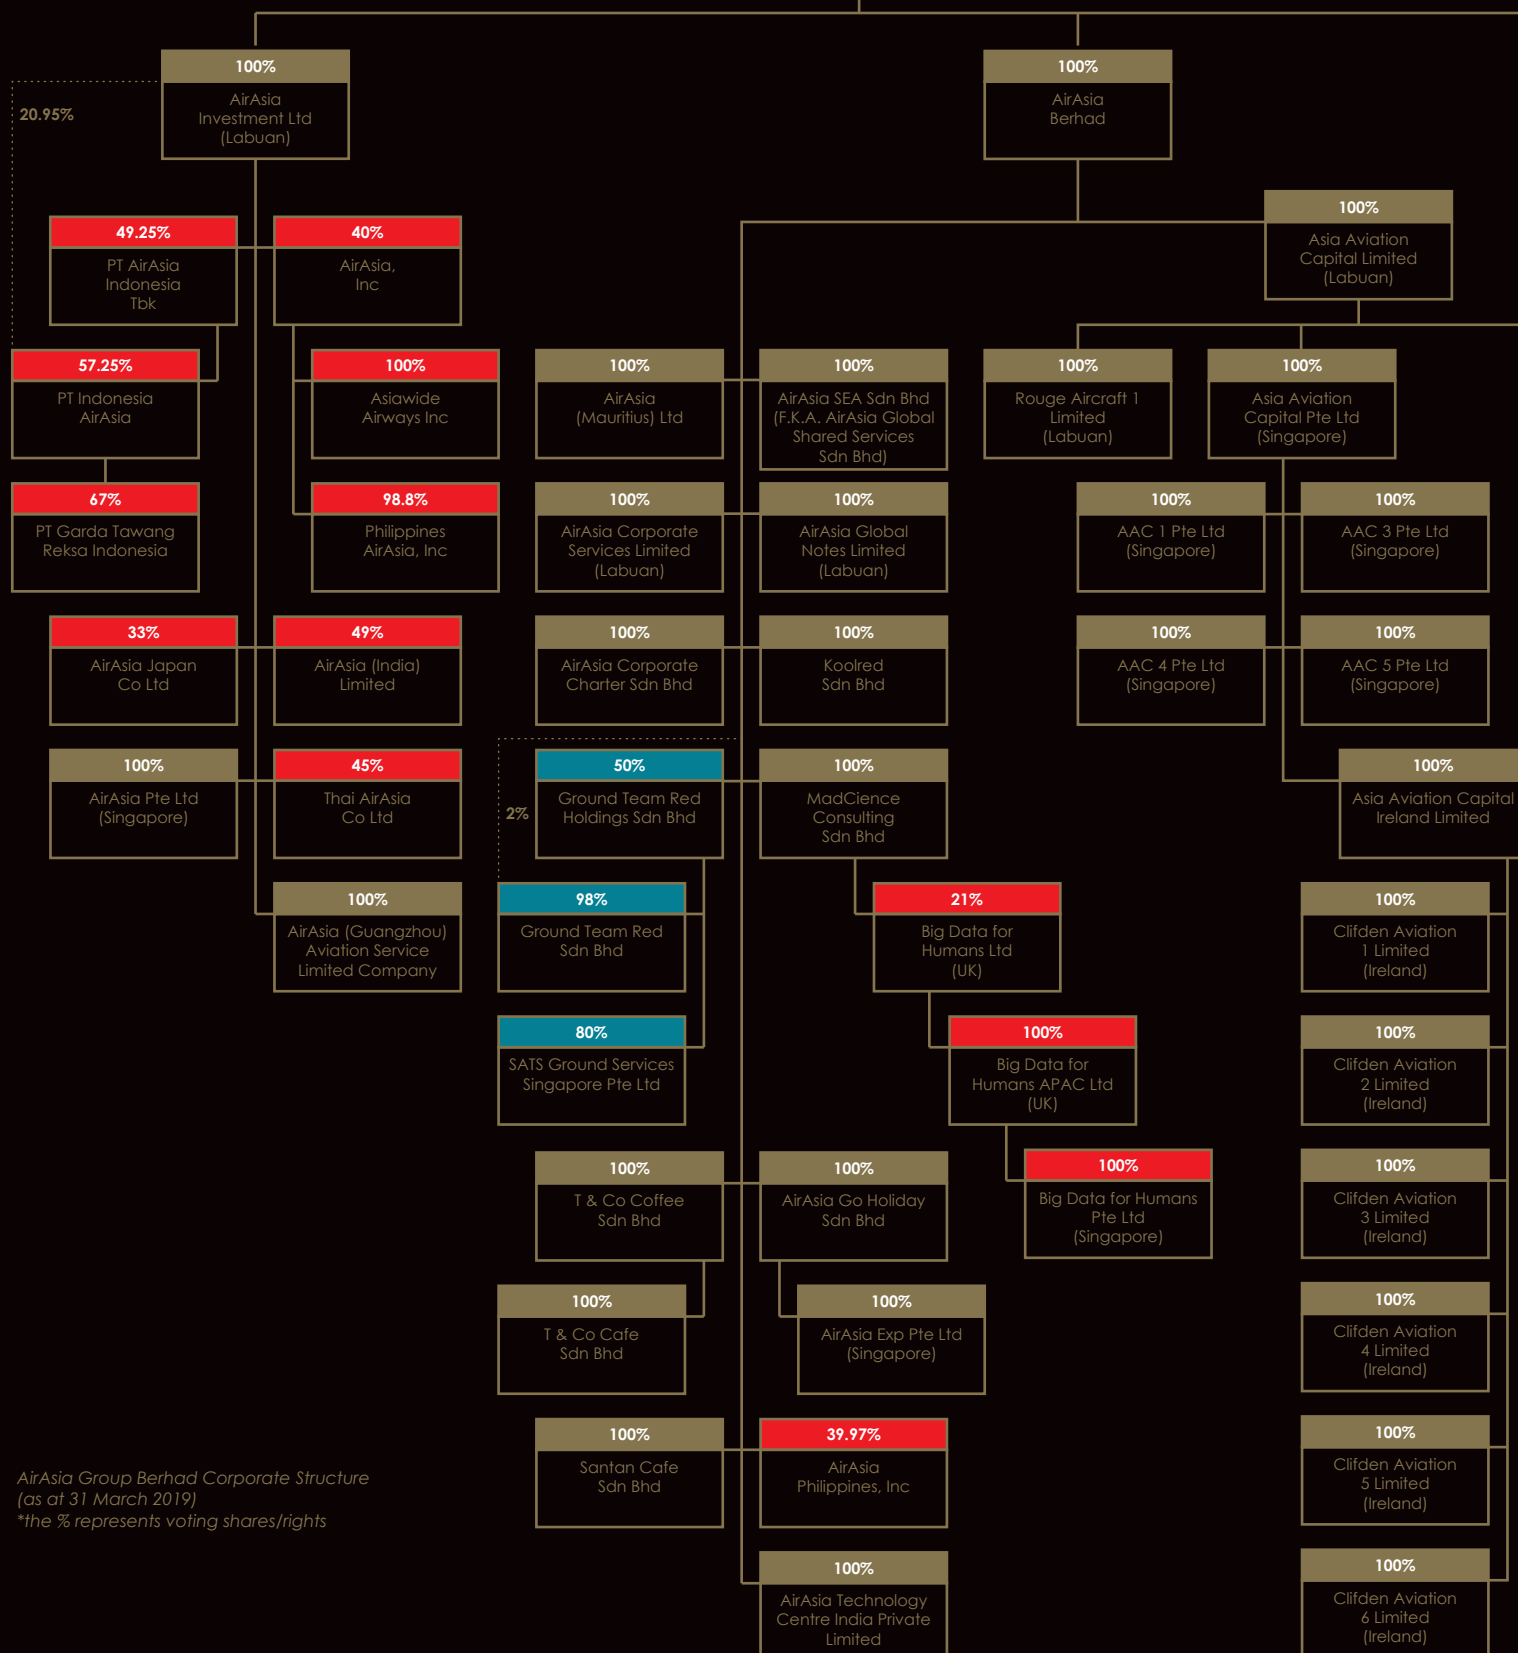 100%
AirAsia
Investment Ltd
(Labuan)
100%
AirAsia
Berhad
20.95%
100%
Asia Aviation
Capital Limited
(Labuan)
49.25%
PT AirAsia
Indonesia
Tbk
40%
AirAsia,
Inc
57.25%
PT Indonesia
AirAsia
100%
Asiawide
Airways Inc
100%
AirAsia
(Mauritius) Ltd
100%
AirAsia SEA Sdn Bhd
(F.K.A. AirAsia Global
Shared Services
Sdn Bhd)
100%
Rouge Aircraft 1
Limited
(Labuan)
100%
Asia Aviation
Capital Pte Ltd
(Singapore)
67%
PT Garda Tawang
Reksa Indonesia
98.8%
Philippines
AirAsia, Inc
100%
AirAsia Corporate
Services Limited
(Labuan)
100%
AirAsia Global
Notes Limited
(Labuan)
100%
AAC 1 Pte Ltd
(Singapore)
100%
AAC 3 Pte Ltd
(Singapore)
33%
AirAsia Japan
Co Ltd
49%
AirAsia (India)
Limited
100%
AirAsia Corporate
Charter Sdn Bhd
100%
Koolred
Sdn Bhd
100%
AAC 4 Pte Ltd
(Singapore)
100%
AAC 5 Pte Ltd
(Singapore)
100%
AirAsia Pte Ltd
(Singapore)
45%
Thai AirAsia
Co Ltd
2%
50%
Ground Team Red
Holdings Sdn Bhd
100%
MadCience
Consulting
Sdn Bhd
100%
Asia Aviation Capital
Ireland Limited
100%
AirAsia (Guangzhou)
Aviation Service
Limited Company
98%
Ground Team Red
Sdn Bhd
21%
Big Data for
Humans Ltd
(UK)
100%
Clifden Aviation
1 Limited
(Ireland)
80%
SATS Ground Services
Singapore Pte Ltd
100%
Big Data for
Humans APAC Ltd
(UK)
100%
Clifden Aviation
2 Limited
(Ireland)
100%
T & Co Coffee
Sdn Bhd
100%
AirAsia Go Holiday
Sdn Bhd
100%
Big Data for Humans
Pte Ltd
(Singapore)
100%
Clifden Aviation
3 Limited
(Ireland)
100%
T & Co Cafe
Sdn Bhd
100%
AirAsia Exp Pte Ltd
(Singapore)
100%
Clifden Aviation
4 Limited
(Ireland)
100%
Santan Cafe
Sdn Bhd
39.97%
AirAsia
Philippines, Inc
100%
Clifden Aviation
5 Limited
(Ireland)
AirAsia Group Berhad Corporate Structure
(as at 31 March 2019)
*the % represents voting shares/rights
100%
AirAsia Technology
Centre India Private
Limited
100%
Clifden Aviation
6 Limited
(Ireland)